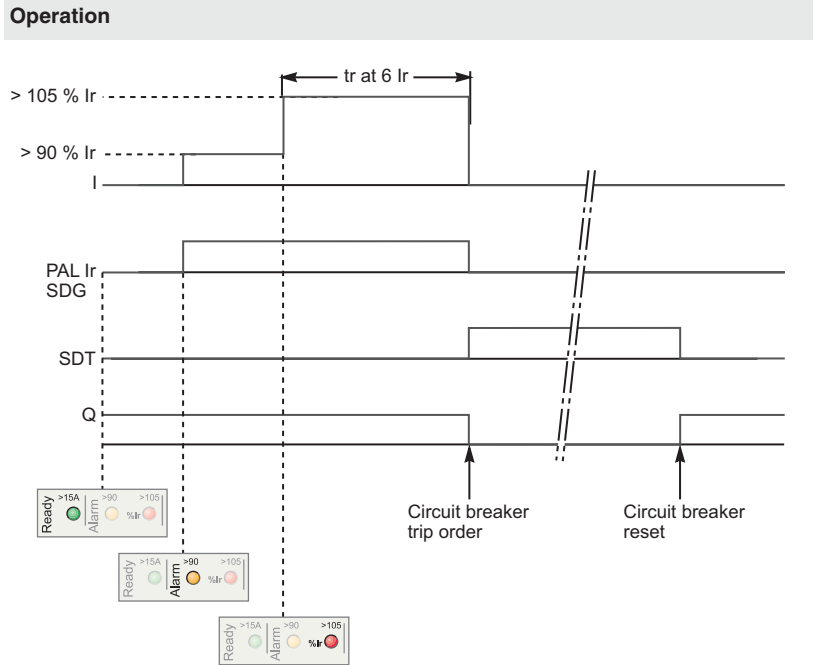 Operation
tr at 6 Ir
> 105 % Ir
> 90 % Ir
I
PAL Ir
SDG
SDT
Q
Circuit breaker
trip order
Circuit breaker
reset
Ready >15A Alarm >90 %Ir >105
Ready >15A Alarm >90 %Ir >105
Ready >15A Alarm >90 %Ir >105